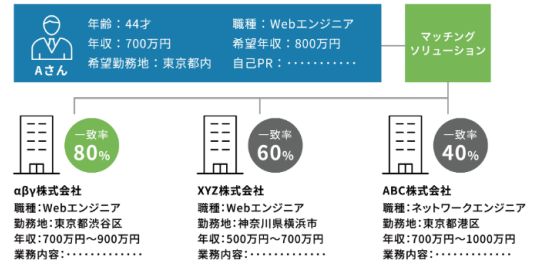 年齢：44才
年収：700万円
希望勤務地：東京都内
Aさん
職種：Webエンジニア
希望年収：800万円
自己PR：・・・・・・・・・・・
マッチング
ソリューション
一致率
80%
αβγ株式会社
職種：Webエンジニア
勤務地：東京都渋谷区
年収：700万円〜900万円
業務内容：・・・・・・・・・・・・
一致率
60%
XYZ株式会社
職種：Webエンジニア
勤務地：神奈川県横浜市
年収：500万円〜700万円
業務内容：・・・・・・・・・・・・
一致率
40%
ABC株式会社
職種：ネットワークエンジニア
勤務地：東京都港区
年収：700万円〜1000万円
業務内容：・・・・・・・・・・・・